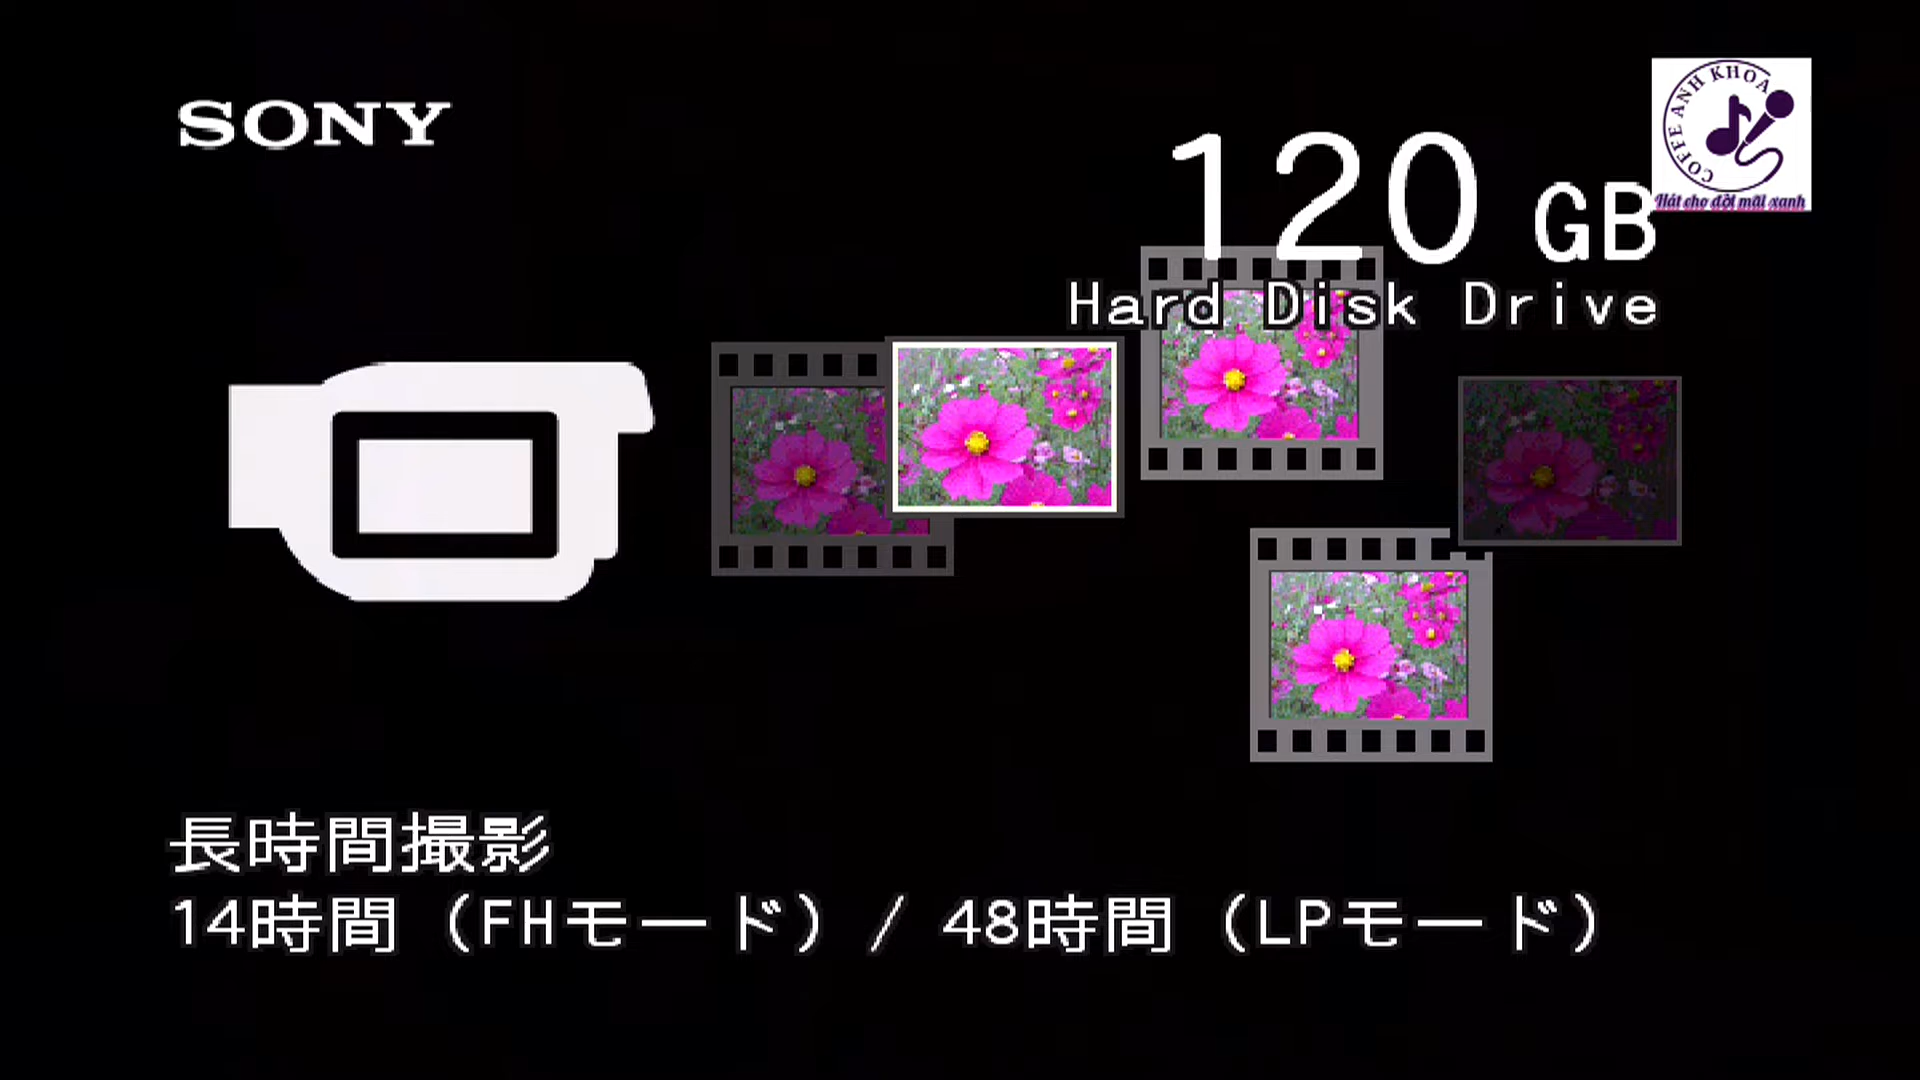 SONY
COFFEE ANH KHOA
Hát cho đời mãi xanh
120 GB
Hard Disk Drive
長時間撮影
14時間（FHモード）/ 48時間（LPモード）